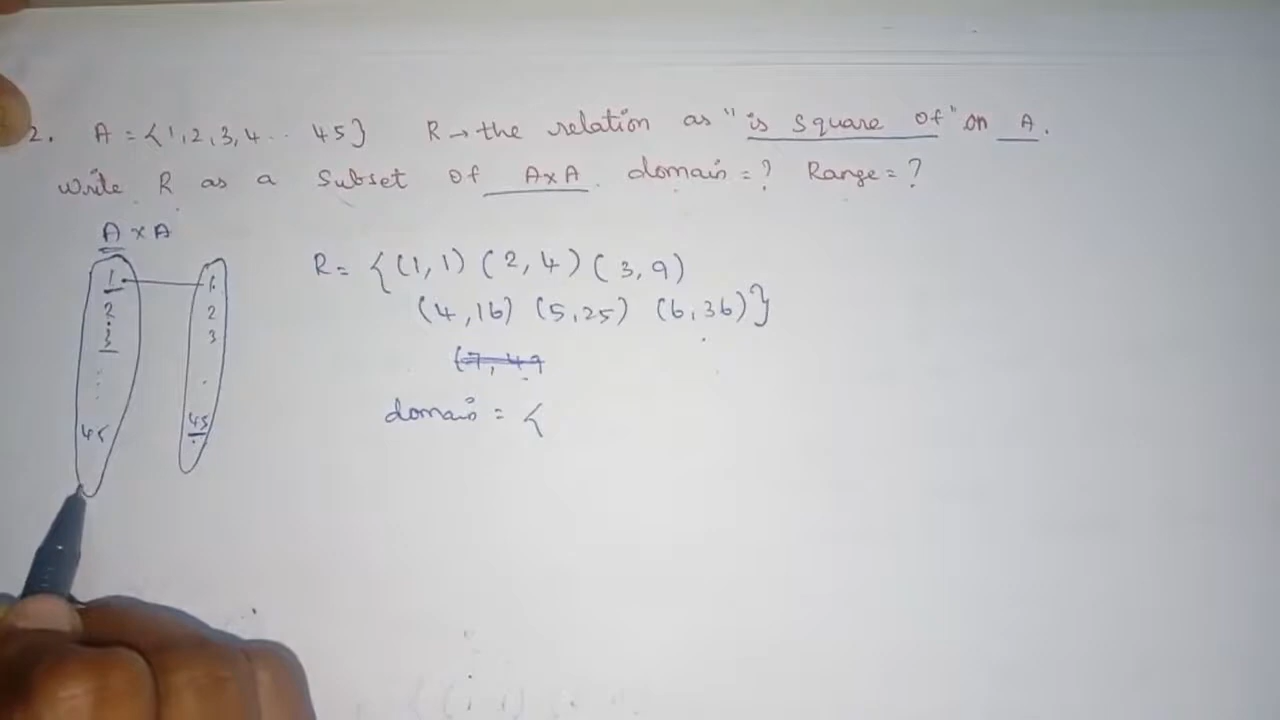 2. A = {1,2,3,4.. 45} R → the relation as "is square of" on A.
write R as a Subset of AxA. domain = ? Range = ?
A x A
1 1
2 2
3 3
45 45
R = {(1,1) (2,4) (3,9)
(4,16) (5,25) (6,36)}
(7, 49
domain = {